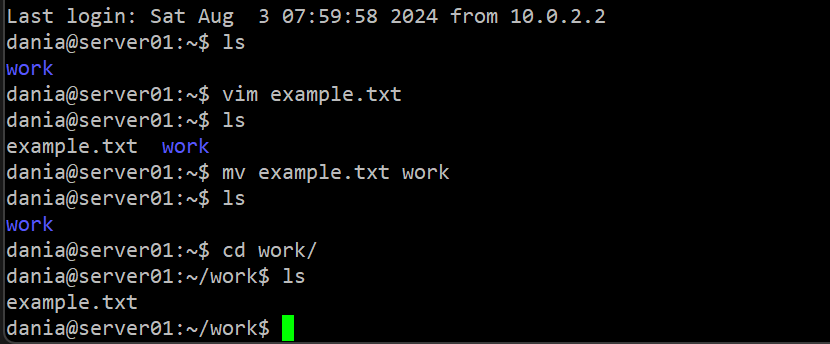 Last login: Sat Aug  3 07:59:58 2024 from 10.0.2.2
dania@server01:~$ ls
work
dania@server01:~$ vim example.txt
dania@server01:~$ ls
example.txt  work
dania@server01:~$ mv example.txt work
dania@server01:~$ ls
work
dania@server01:~$ cd work/
dania@server01:~/work$ ls
example.txt
dania@server01:~/work$